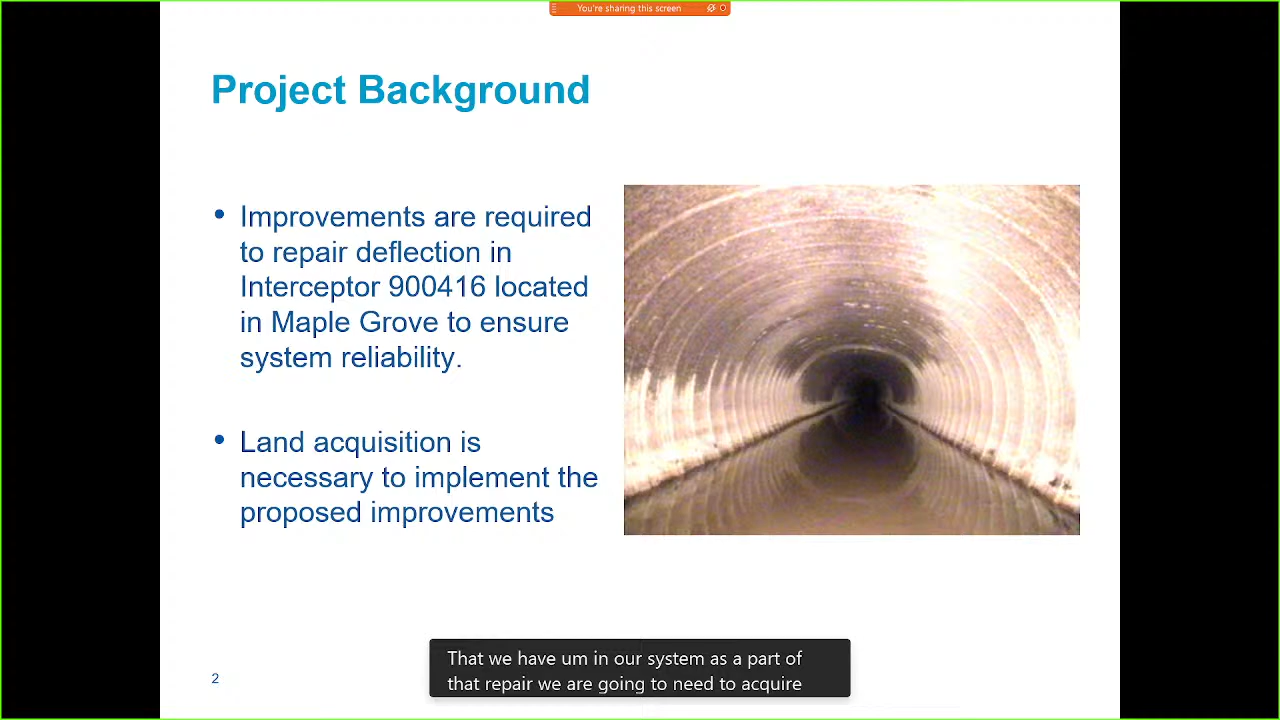 You're sharing this screen
Project Background
• Improvements are required
to repair deflection in
Interceptor 900416 located
in Maple Grove to ensure
system reliability.
• Land acquisition is
necessary to implement the
proposed improvements
That we have um in our system as a part of
that repair we are going to need to acquire
2